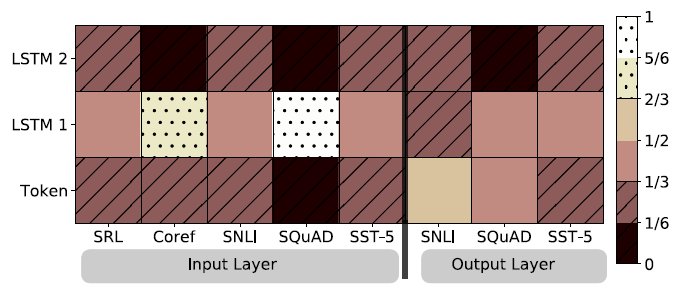 LSTM 2
LSTM 1
Token
SRL Coref SNLI SQuAD SST-5 SNLI SQuAD SST-5
Input Layer Output Layer
1
5/6
2/3
1/2
1/3
1/6
0